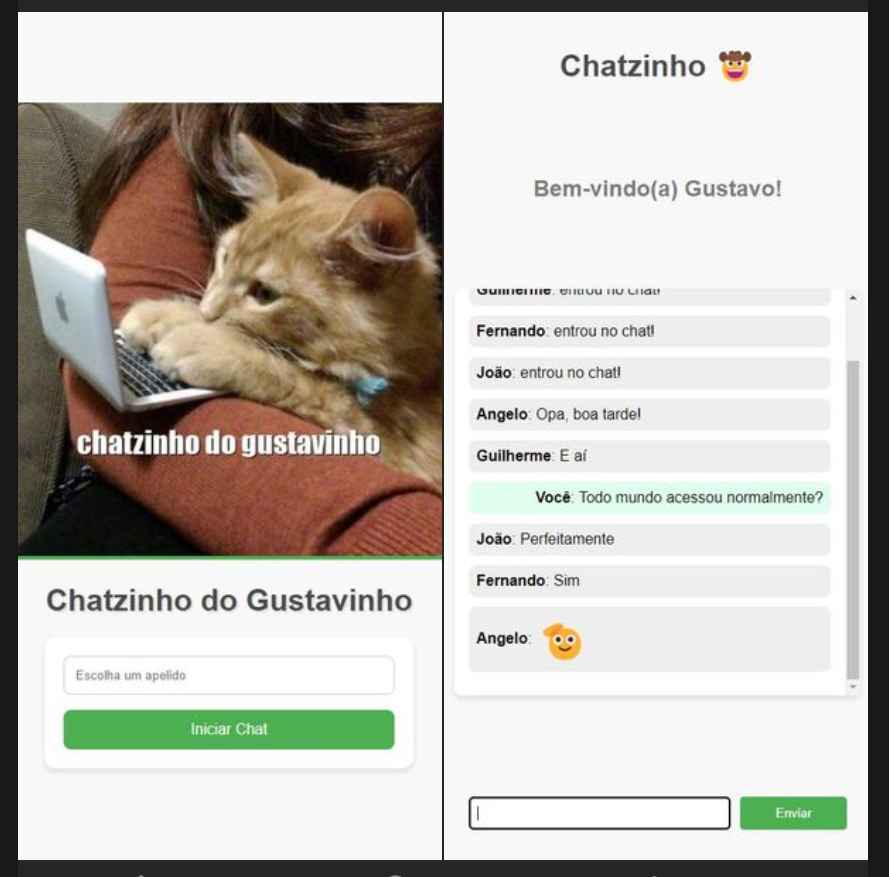 chatzinho do gustavinho
Chatzinho do Gustavinho
Escolha um apelido
Iniciar Chat
Chatzinho 🤠
Bem-vindo(a) Gustavo!
Guilherme: entrou no chat!
Fernando: entrou no chat!
João: entrou no chat!
Angelo: Opa, boa tarde!
Guilherme: E aí
Você: Todo mundo acessou normalmente?
João: Perfeitamente
Fernando: Sim
Angelo: 🫡
Enviar